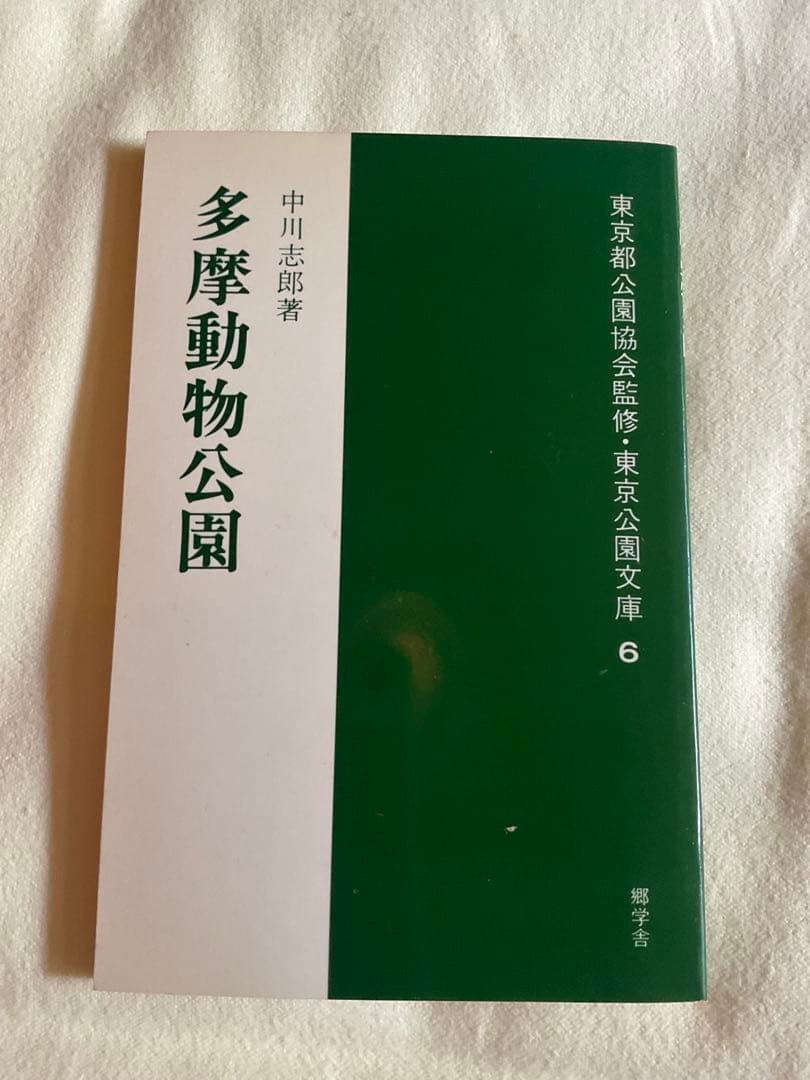 東京都公園協会監修・東京公園文庫 6
郷学舎
中川志郎著
多摩動物公園